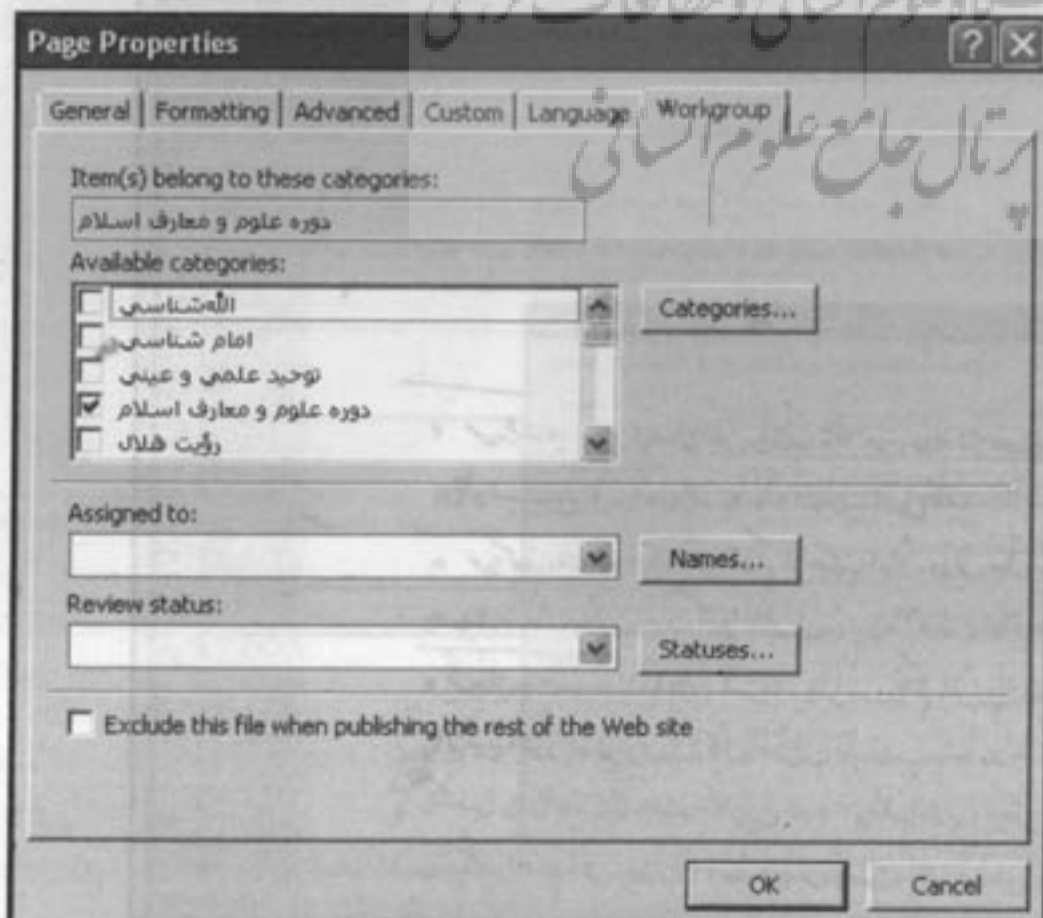 پرتال جامع علوم انسانی
Page Properties
General
Formatting
Advanced
Custom
Language
Workgroup
Item(s) belong to these categories:
دوره علوم و معارف اسلام
Available categories:
الله‌شناسی
Categories...
امام شناسی
توحید علمی و عینی
دوره علوم و معارف اسلام
رؤیت هلال
Assigned to:
Names...
Review status:
Statuses...
Exclude this file when publishing the rest of the Web site
OK
Cancel